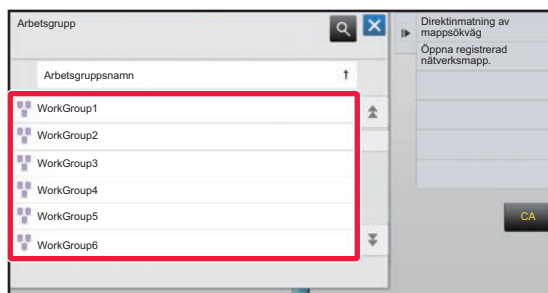 Arbetsgrupp
Arbetsgruppsnamn
WorkGroup1
WorkGroup2
WorkGroup3
WorkGroup4
WorkGroup5
WorkGroup6
Direktinmatning av
mappsökväg
Öppna registrerad
nätverksmapp.
CA